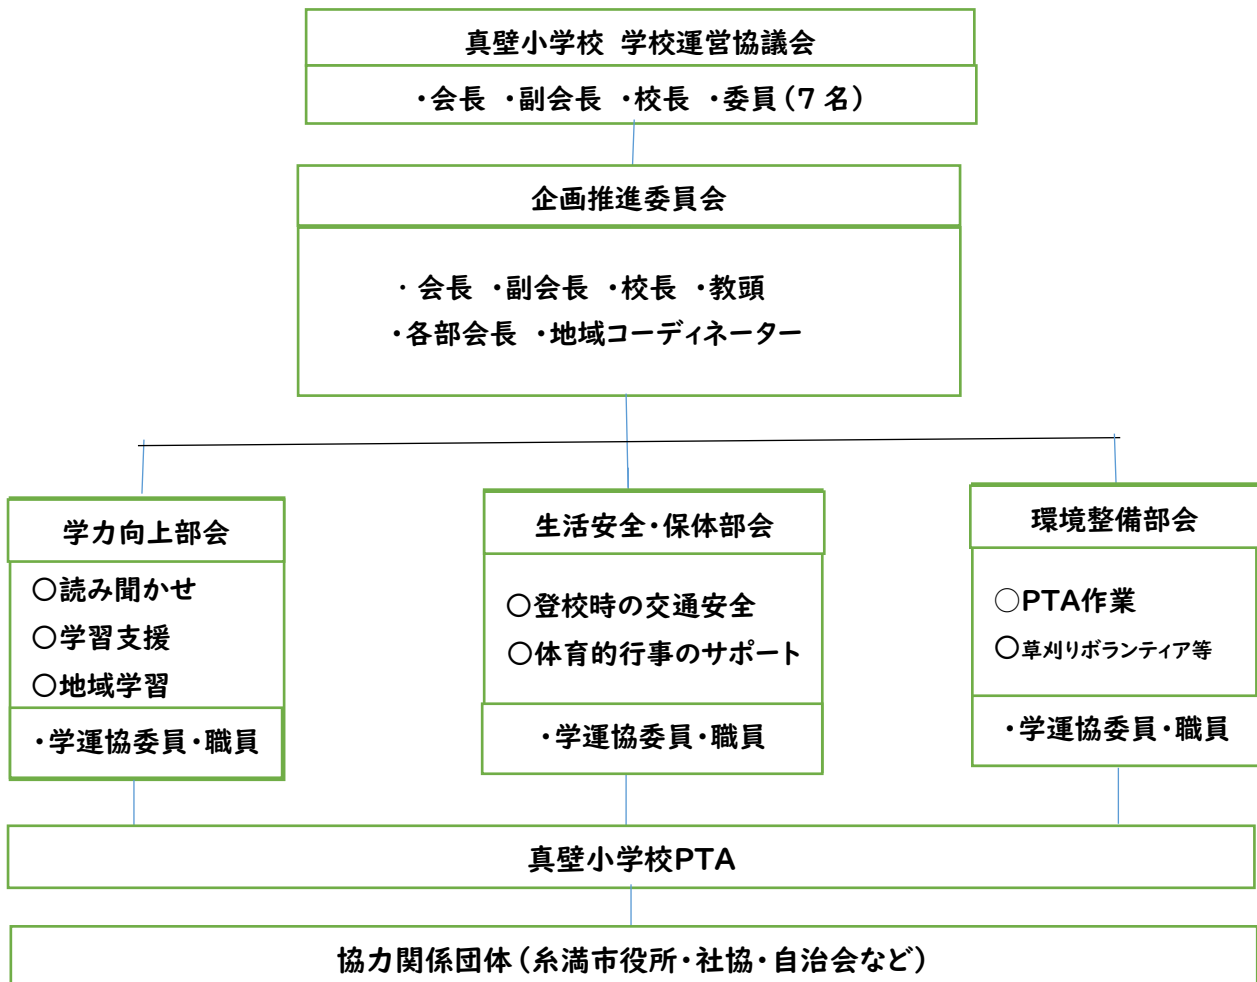 真壁小学校 学校運営協議会
・会長 ・副会長 ・校長 ・委員（7名）
企画推進委員会
・会長 ・副会長 ・校長 ・教頭
・各部会長 ・地域コーディネーター
学力向上部会
○読み聞かせ
○学習支援
○地域学習
・学運協委員・職員
生活安全・保体部会
○登校時の交通安全
○体育的行事のサポート
・学運協委員・職員
環境整備部会
○PTA作業
○草刈りボランティア等
・学運協委員・職員
真壁小学校PTA
協力関係団体（糸満市役所・社協・自治会など）